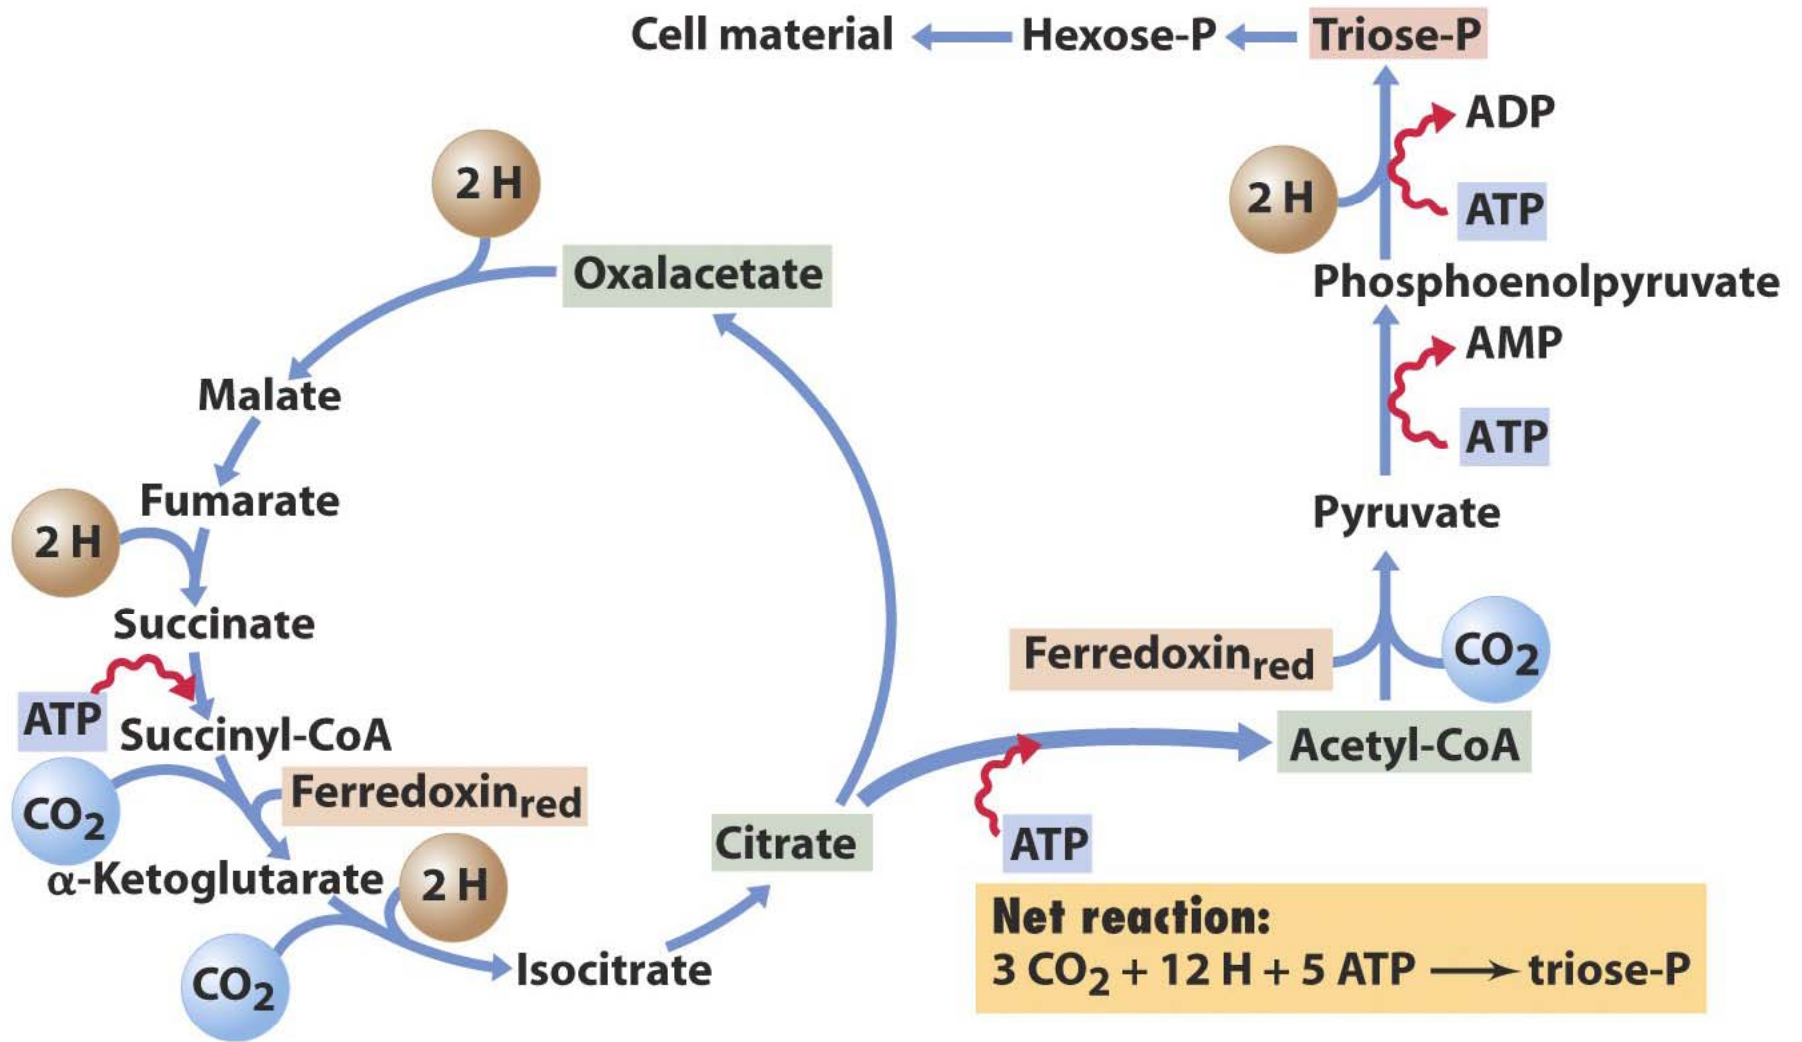 Cell material
Hexose-P
Triose-P
ADP
2 H
ATP
Phosphoenolpyruvate
AMP
ATP
Pyruvate
Ferredoxin_red
CO₂
Acetyl-CoA
2 H
Oxalacetate
Malate
Fumarate
2 H
Succinate
ATP
Succinyl-CoA
CO₂
Ferredoxin_red
α-Ketoglutarate
2 H
CO₂
Isocitrate
Citrate
ATP
Net reaction:
3 CO₂ + 12 H + 5 ATP ⟶ triose-P